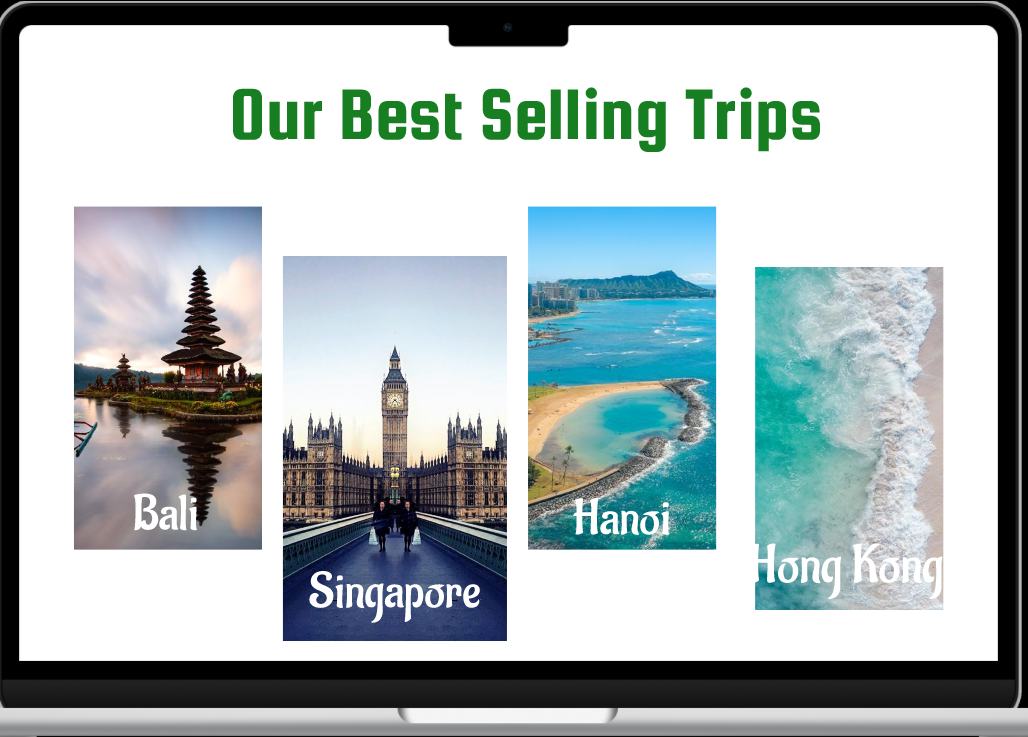 Our Best Selling Trips
Bali
Singapore
Hanoi
Hong Kong